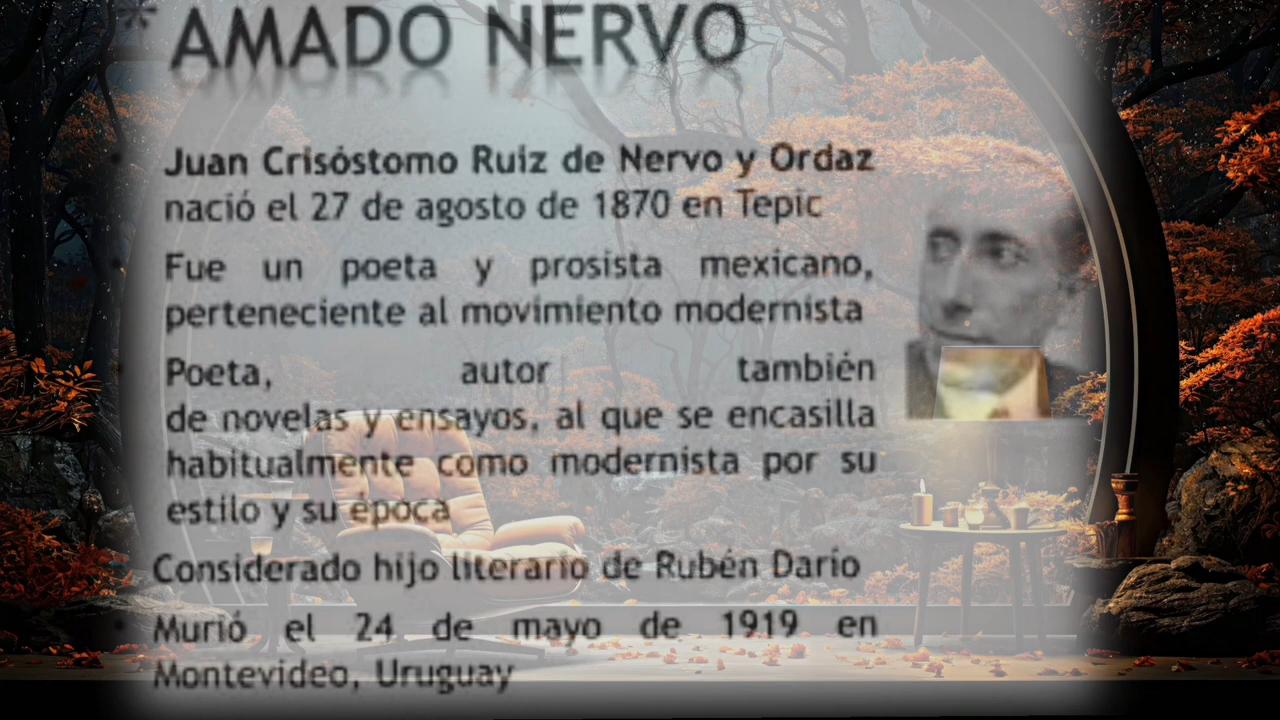 * AMADO NERVO
Juan Crisóstomo Ruiz de Nervo y Ordaz
nació el 27 de agosto de 1870 en Tepic
Fue un poeta y prosista mexicano,
perteneciente al movimiento modernista
Poeta, autor también
de novelas y ensayos, al que se encasilla
habitualmente como modernista por su
estilo y su época
Considerado hijo literario de Rubén Darío
Murió el 24 de mayo de 1919 en
Montevideo, Uruguay